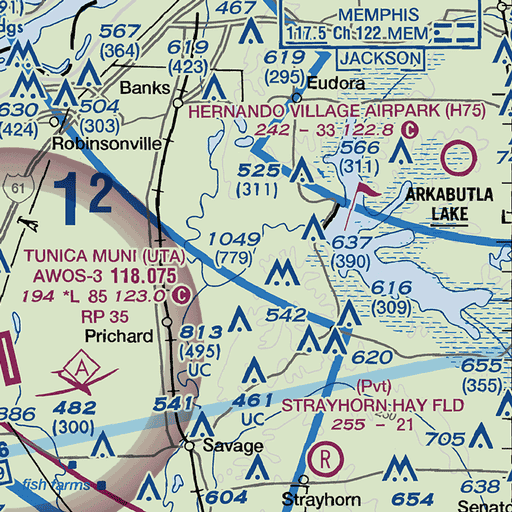 467
MEMPHIS
117.5 Ch 122 MEM
JACKSON
dgs
567
(364)
619
(423)
619
(295)
Eudora
Banks
630
(424)
504
(303)
HERNANDO VILLAGE AIRPARK (H75)
242 - 33 122.8 C
Robinsonville
566
(311)
525
(311)
61
12
ARKABUTLA
LAKE
1049
(779)
637
(390)
TUNICA MUNI (UTA)
AWOS-3 118.075
194 *L 85 123.0 C
RP 35
616
(309)
Prichard
813
(495)
UC
542
620
A
655
(355)
(Pvt)
STRAYHORN HAY FLD
255 - 21
250
386
482
(300)
541
461
UC
705
Savage
R
fish farms
604
Strayhorn
654
638
Senato